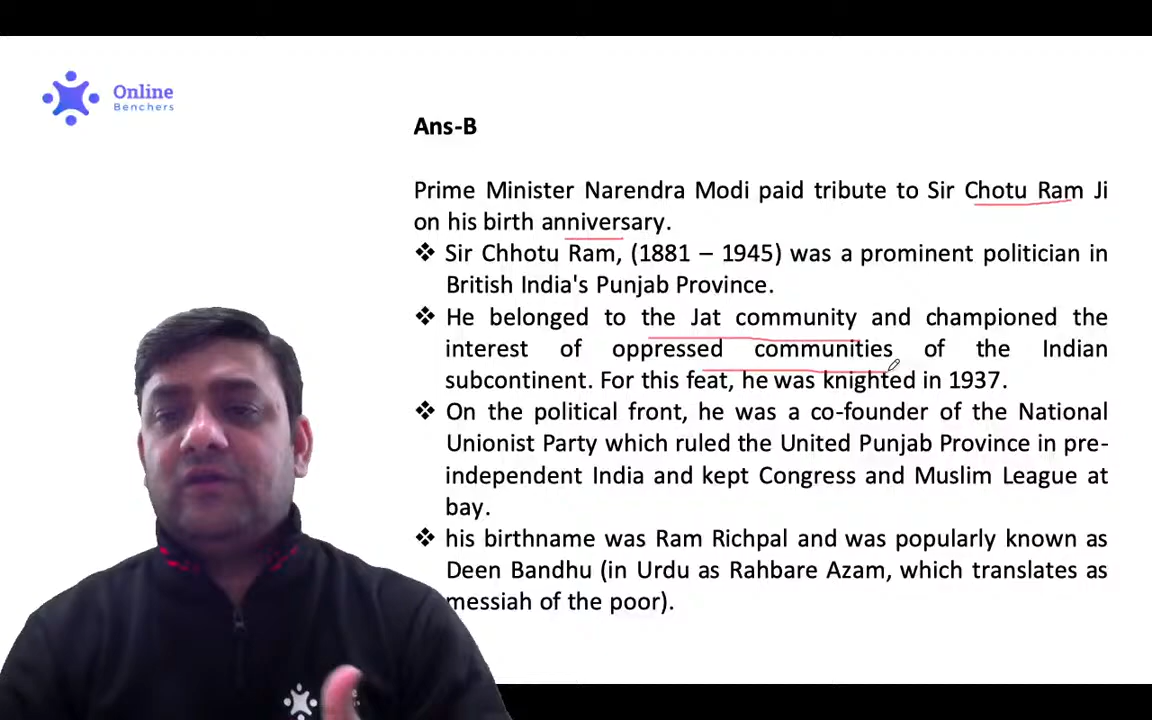 Online
Benchers
Ans-B
Prime Minister Narendra Modi paid tribute to Sir Chotu Ram Ji
on his birth anniversary.
❖ Sir Chhotu Ram, (1881 – 1945) was a prominent politician in
British India's Punjab Province.
❖ He belonged to the Jat community and championed the
interest of oppressed communities of the Indian
subcontinent. For this feat, he was knighted in 1937.
❖ On the political front, he was a co-founder of the National
Unionist Party which ruled the United Punjab Province in pre-
independent India and kept Congress and Muslim League at
bay.
❖ his birthname was Ram Richpal and was popularly known as
Deen Bandhu (in Urdu as Rahbare Azam, which translates as
messiah of the poor).